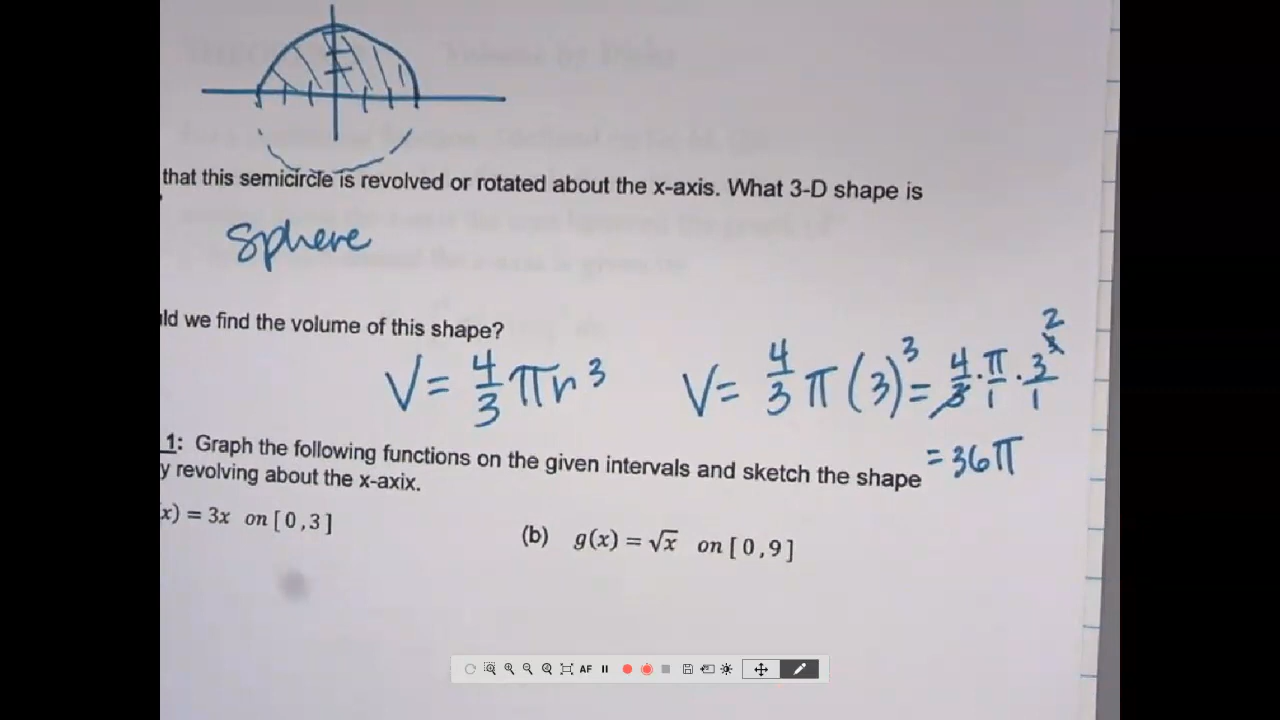 that this semicircle is revolved or rotated about the x-axis. What 3-D shape is
Sphere
ld we find the volume of this shape?
V = 4/3 πr³ V = 4/3 π(3)³ = 4/3 · π/1 · 3²/1
= 36π
1: Graph the following functions on the given intervals and sketch the shape
y revolving about the x-axix.
x) = 3x on [0,3] (b) g(x) = √x on [0,9]
AF